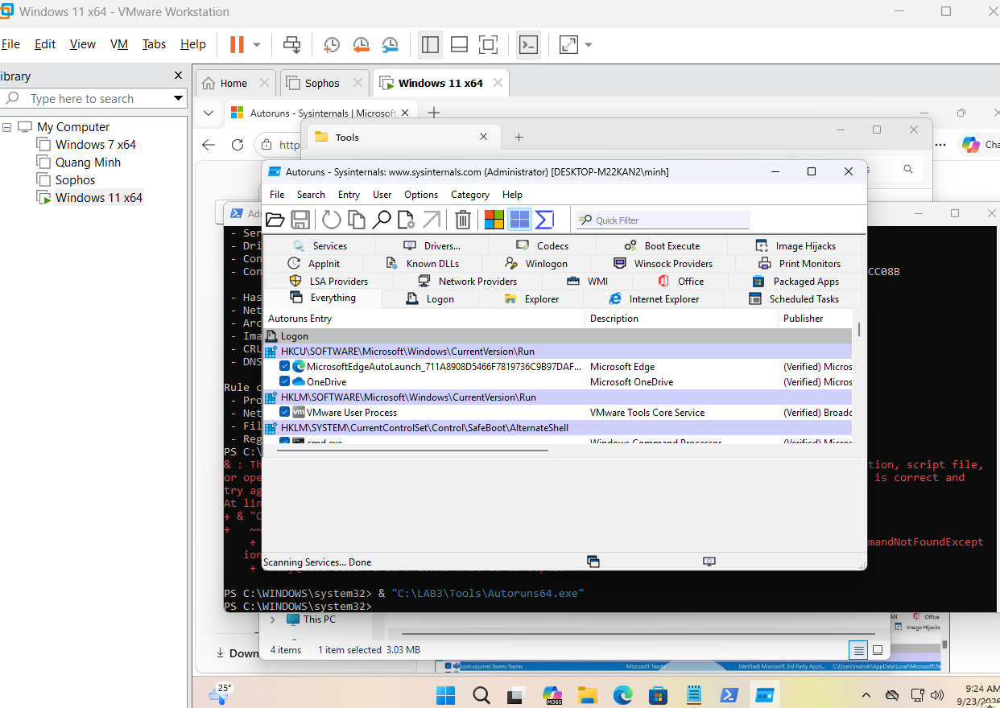 Windows 11 x64 - VMware Workstation
File Edit View VM Tabs Help
ibrary
Type here to search
My Computer
Windows 7 x64
Quang Minh
Sophos
Windows 11 x64
Home
Sophos
Windows 11 x64
Autoruns - Sysinternals | Microsoft
Tools
http
Cha
Autoruns - Sysinternals: www.sysinternals.com (Administrator) [DESKTOP-M22KAN2\minh]
File Search Entry User Options Category Help
Quick Filter
Services Drivers... Codecs Boot Execute Image Hijacks
AppInit Known DLLs Winlogon Winsock Providers Print Monitors
LSA Providers Network Providers WMI Office Packaged Apps
Everything Logon Explorer Internet Explorer Scheduled Tasks
Autoruns Entry Description Publisher
Logon
HKCU\SOFTWARE\Microsoft\Windows\CurrentVersion\Run
MicrosoftEdgeAutoLaunch_711A8908D5466F7819736C9B97DAF... Microsoft Edge (Verified) Micros
OneDrive Microsoft OneDrive (Verified) Micros
HKLM\SOFTWARE\Microsoft\Windows\CurrentVersion\Run
VMware User Process VMware Tools Core Service (Verified) Broadc
HKLM\SYSTEM\CurrentControlSet\Control\SafeBoot\AlternateShell
cmd.exe Windows Command Processor (Verified) Micros
Scanning Services... Done
Ad
- Ser
- Dri
- Con
- Con CC08B
- Has
- Net
- Arc
- Ima
- CRL
- DNS
Rule c
- Pro
- Net
- Fil
- Reg
PS C:\
& : Th tion, script file,
or ope is correct and
try ag
At lin
+ & "C
+ ~~
+ mandNotFoundExcept
ion
+
PS C:\WINDOWS\system32> & "C:\LAB3\Tools\Autoruns64.exe"
PS C:\WINDOWS\system32>
This PC
4 items 1 item selected 3.03 MB
Down
MI Office
Image Hijacks
com.squirrel.Teams.Teams Microsoft Teams (Verified) Microsoft 3rd Party Appli... C:\Users\marioh\AppData\Local\Microsoft\Te
25°
M365
9:24 AM